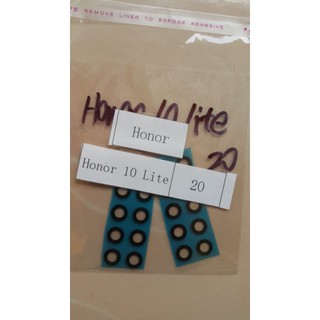 REMOVE LINER TO EXPOSE ADHESIVE
Honor 10 lite
20
Honor
Honor 10 Lite
20